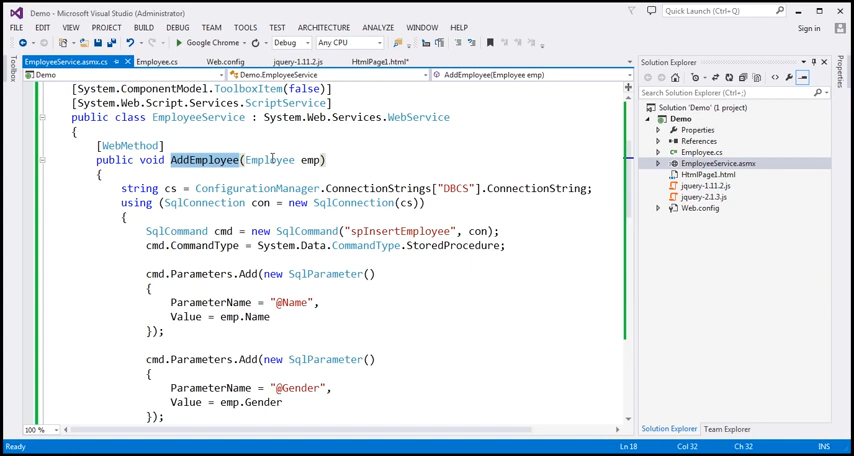 Demo - Microsoft Visual Studio (Administrator)
Quick Launch (Ctrl+Q)
FILE EDIT VIEW PROJECT BUILD DEBUG TEAM TOOLS TEST ARCHITECTURE ANALYZE WINDOW HELP
Sign in
Google Chrome Debug Any CPU
EmployeeService.asmx.cs Employee.cs Web.config jquery-1.11.2.js HtmlPage1.html*
Demo Demo.EmployeeService AddEmployee(Employee emp)
Toolbox
[System.ComponentModel.ToolboxItem(false)]
[System.Web.Script.Services.ScriptService]
public class EmployeeService : System.Web.Services.WebService
{
[WebMethod]
public void AddEmployee(Employee emp)
{
string cs = ConfigurationManager.ConnectionStrings["DBCS"].ConnectionString;
using (SqlConnection con = new SqlConnection(cs))
{
SqlCommand cmd = new SqlCommand("spInsertEmployee", con);
cmd.CommandType = System.Data.CommandType.StoredProcedure;
cmd.Parameters.Add(new SqlParameter()
{
ParameterName = "@Name",
Value = emp.Name
});
cmd.Parameters.Add(new SqlParameter()
{
ParameterName = "@Gender",
Value = emp.Gender
100 %
Solution Explorer
Search Solution Explorer (Ctrl+;)
Solution 'Demo' (1 project)
Demo
Properties
References
Employee.cs
EmployeeService.asmx
HtmlPage1.html
jquery-1.11.2.js
jquery-2.1.3.js
Web.config
Solution Explorer Team Explorer
Properties
Ready Ln 18 Col 32 Ch 32 INS